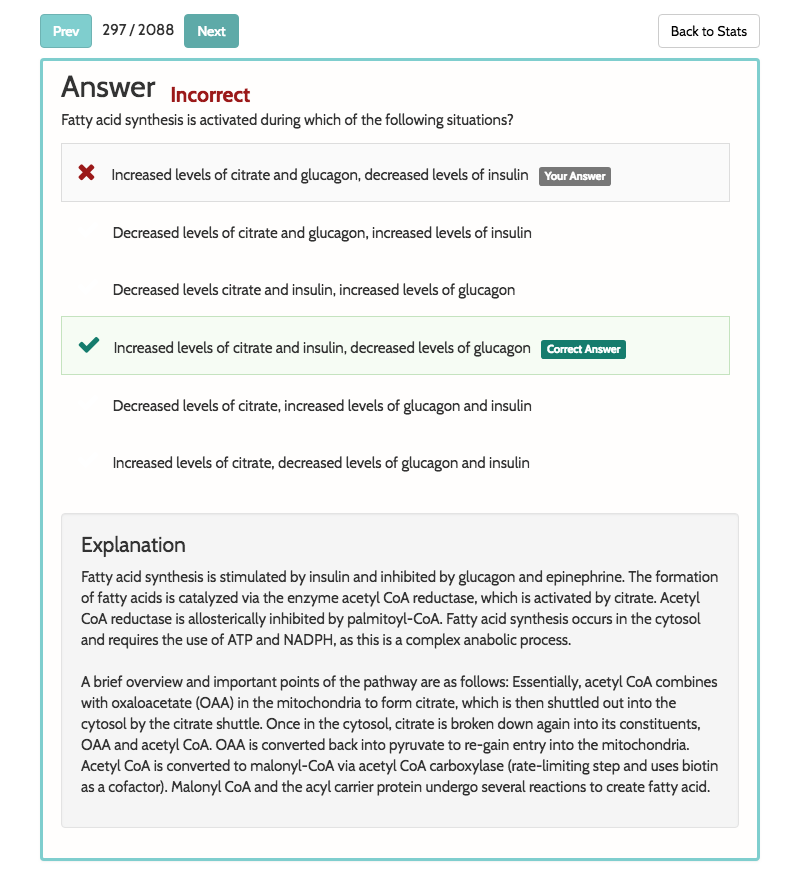 Prev 297 / 2088 Next Back to Stats
Answer Incorrect
Fatty acid synthesis is activated during which of the following situations?
Increased levels of citrate and glucagon, decreased levels of insulin Your Answer
Decreased levels of citrate and glucagon, increased levels of insulin
Decreased levels citrate and insulin, increased levels of glucagon
Increased levels of citrate and insulin, decreased levels of glucagon Correct Answer
Decreased levels of citrate, increased levels of glucagon and insulin
Increased levels of citrate, decreased levels of glucagon and insulin
Explanation
Fatty acid synthesis is stimulated by insulin and inhibited by glucagon and epinephrine. The formation
of fatty acids is catalyzed via the enzyme acetyl CoA reductase, which is activated by citrate. Acetyl
CoA reductase is allosterically inhibited by palmitoyl-CoA. Fatty acid synthesis occurs in the cytosol
and requires the use of ATP and NADPH, as this is a complex anabolic process.
A brief overview and important points of the pathway are as follows: Essentially, acetyl CoA combines
with oxaloacetate (OAA) in the mitochondria to form citrate, which is then shuttled out into the
cytosol by the citrate shuttle. Once in the cytosol, citrate is broken down again into its constituents,
OAA and acetyl CoA. OAA is converted back into pyruvate to re-gain entry into the mitochondria.
Acetyl CoA is converted to malonyl-CoA via acetyl CoA carboxylase (rate-limiting step and uses biotin
as a cofactor). Malonyl CoA and the acyl carrier protein undergo several reactions to create fatty acid.